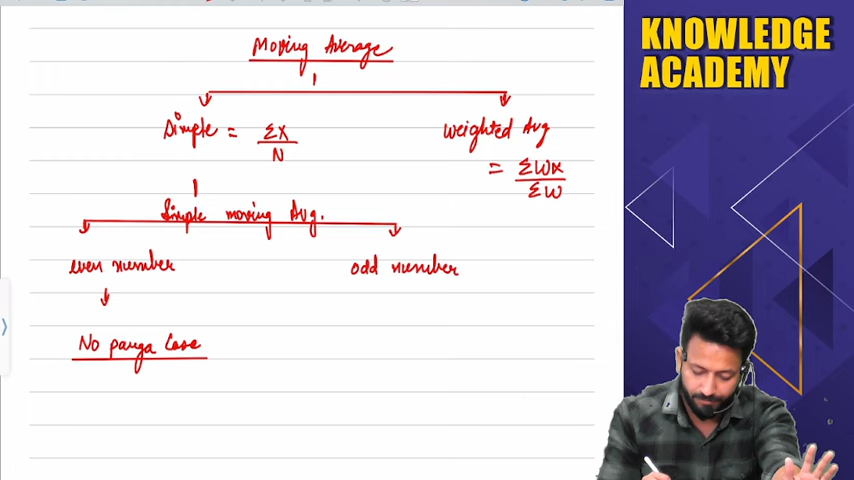 Moving Average
Simple = ΣX / N
Weighted Avg
= ΣWX / ΣW
Simple moving Avg.
even number
odd number
No panga Case
KNOWLEDGE
ACADEMY